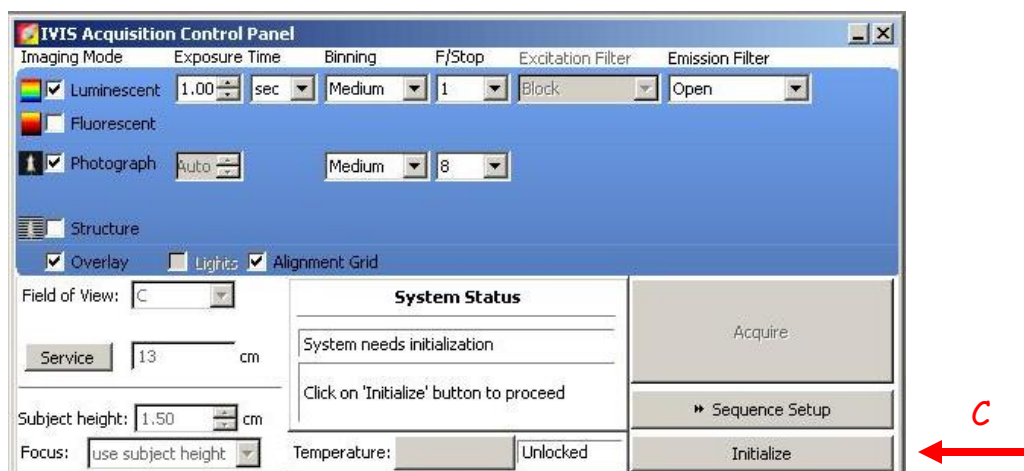 IVIS Acquisition Control Panel
Imaging Mode Exposure Time Binning F/Stop Excitation Filter Emission Filter
Luminescent 1.00 sec Medium 1 Block Open
Fluorescent
Photograph Auto Medium 8
Structure
Overlay Lights Alignment Grid
Field of View: C
Service 13 cm
Subject height: 1.50 cm
Focus: use subject height
System Status
System needs initialization
Click on 'Initialize' button to proceed
Temperature: Unlocked
Acquire
Sequence Setup
Initialize
C